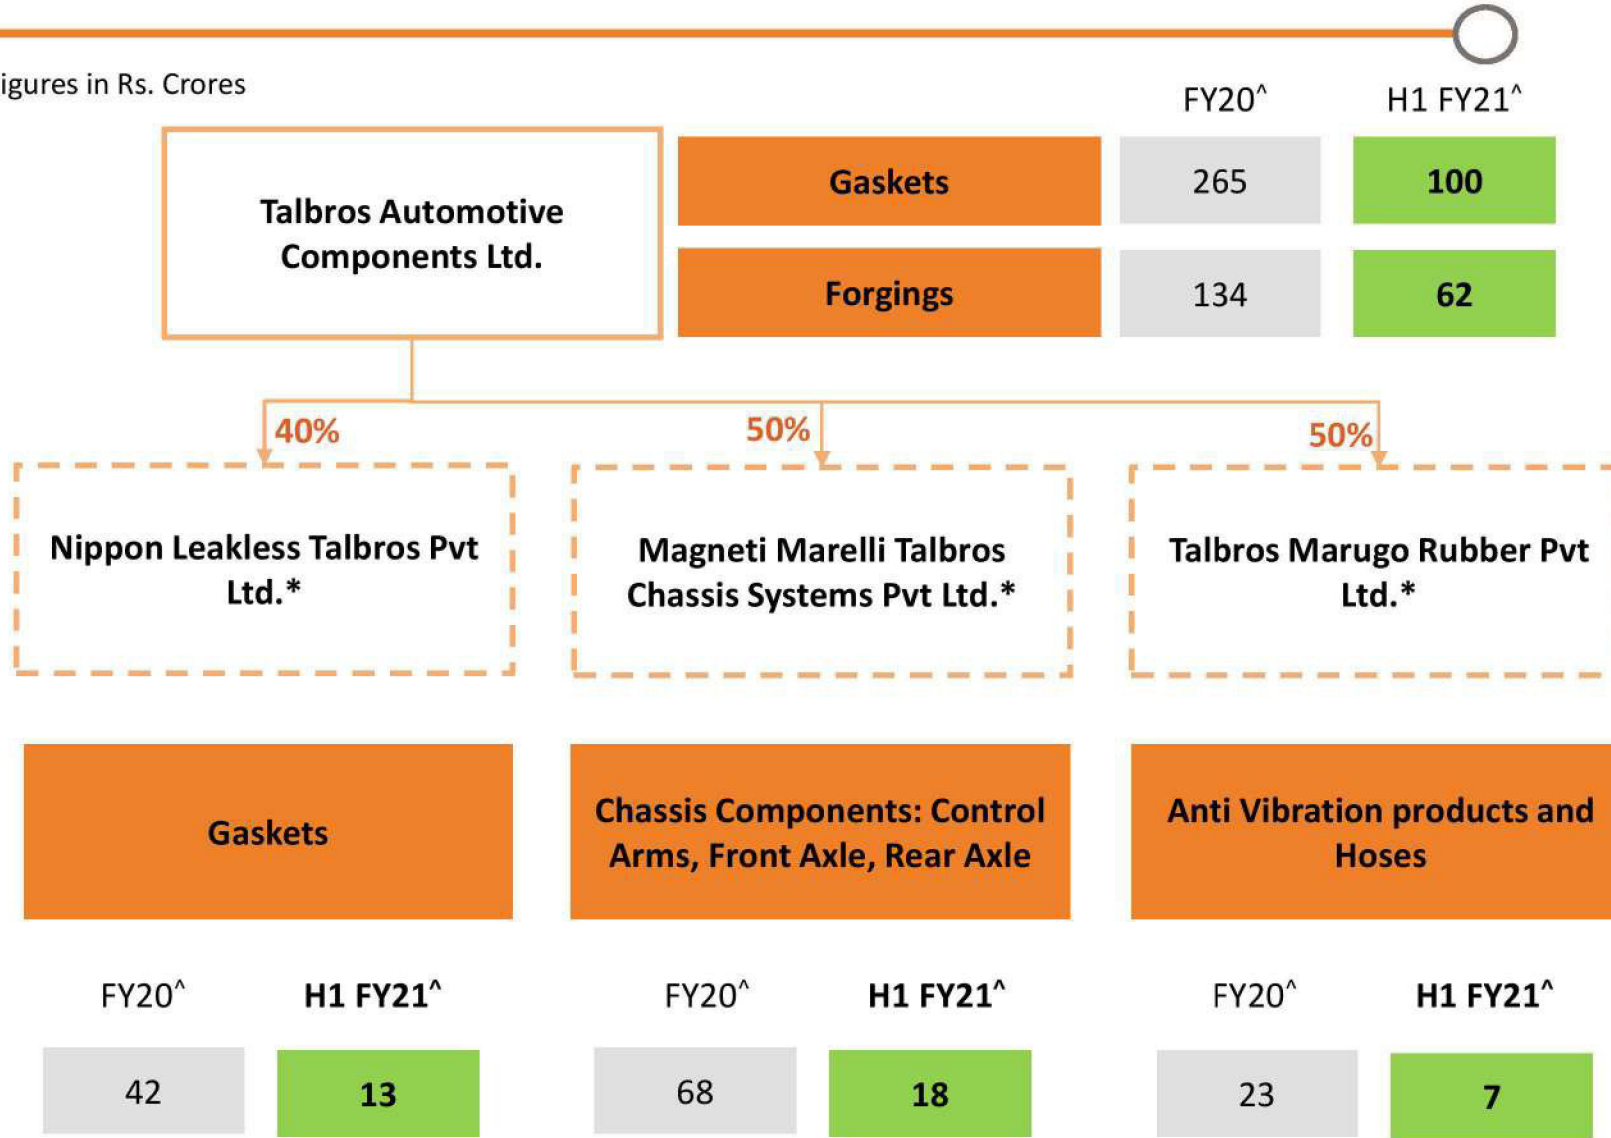 igures in Rs. Crores
FY20^ H1 FY21^
Talbros Automotive
Components Ltd.
Gaskets 265 100
Forgings 134 62
40% 50% 50%
Nippon Leakless Talbros Pvt
Ltd.*
Magneti Marelli Talbros
Chassis Systems Pvt Ltd.*
Talbros Marugo Rubber Pvt
Ltd.*
Gaskets
Chassis Components: Control
Arms, Front Axle, Rear Axle
Anti Vibration products and
Hoses
FY20^ H1 FY21^ FY20^ H1 FY21^ FY20^ H1 FY21^
42 13 68 18 23 7